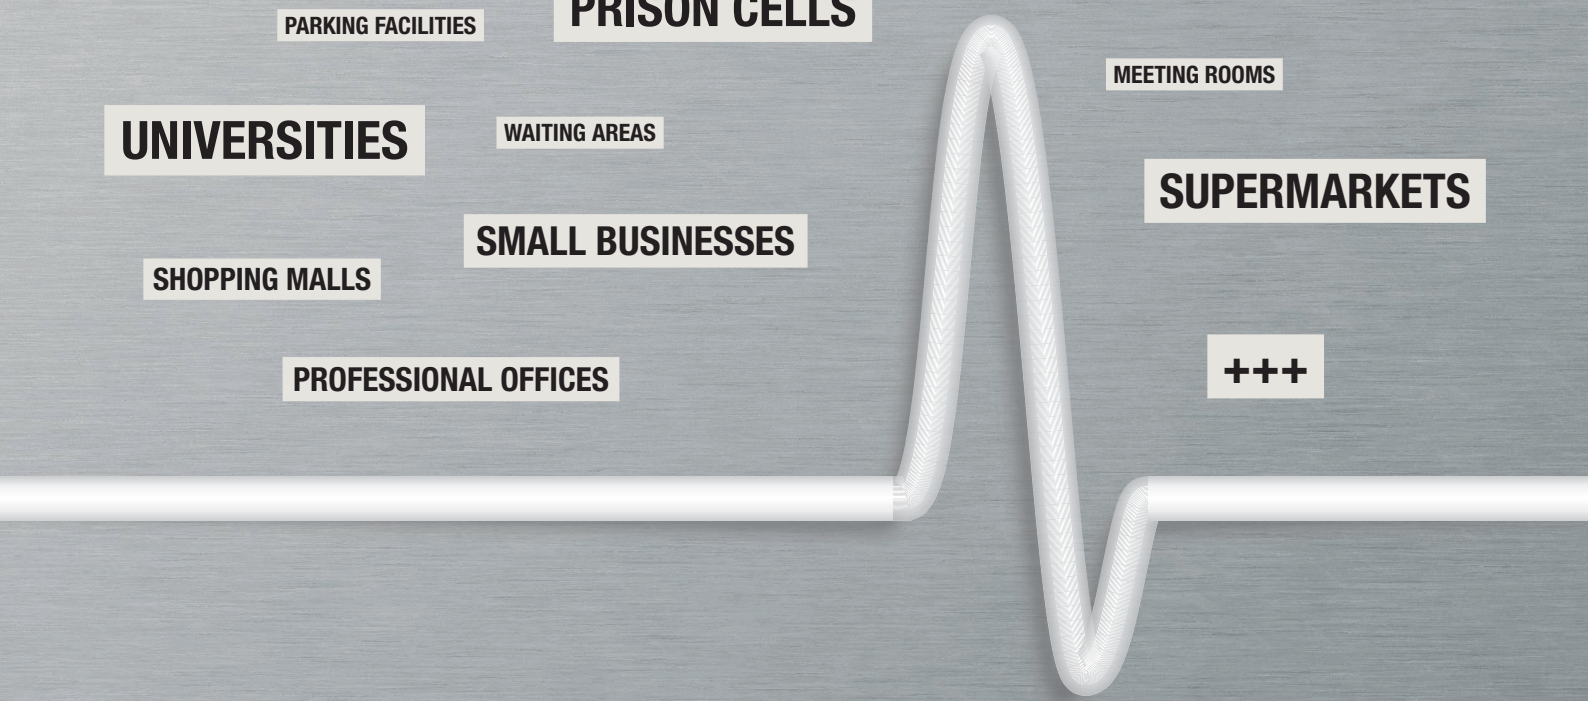 PRISON CELLS
PARKING FACILITIES
MEETING ROOMS
UNIVERSITIES
WAITING AREAS
SUPERMARKETS
SMALL BUSINESSES
SHOPPING MALLS
+++
PROFESSIONAL OFFICES